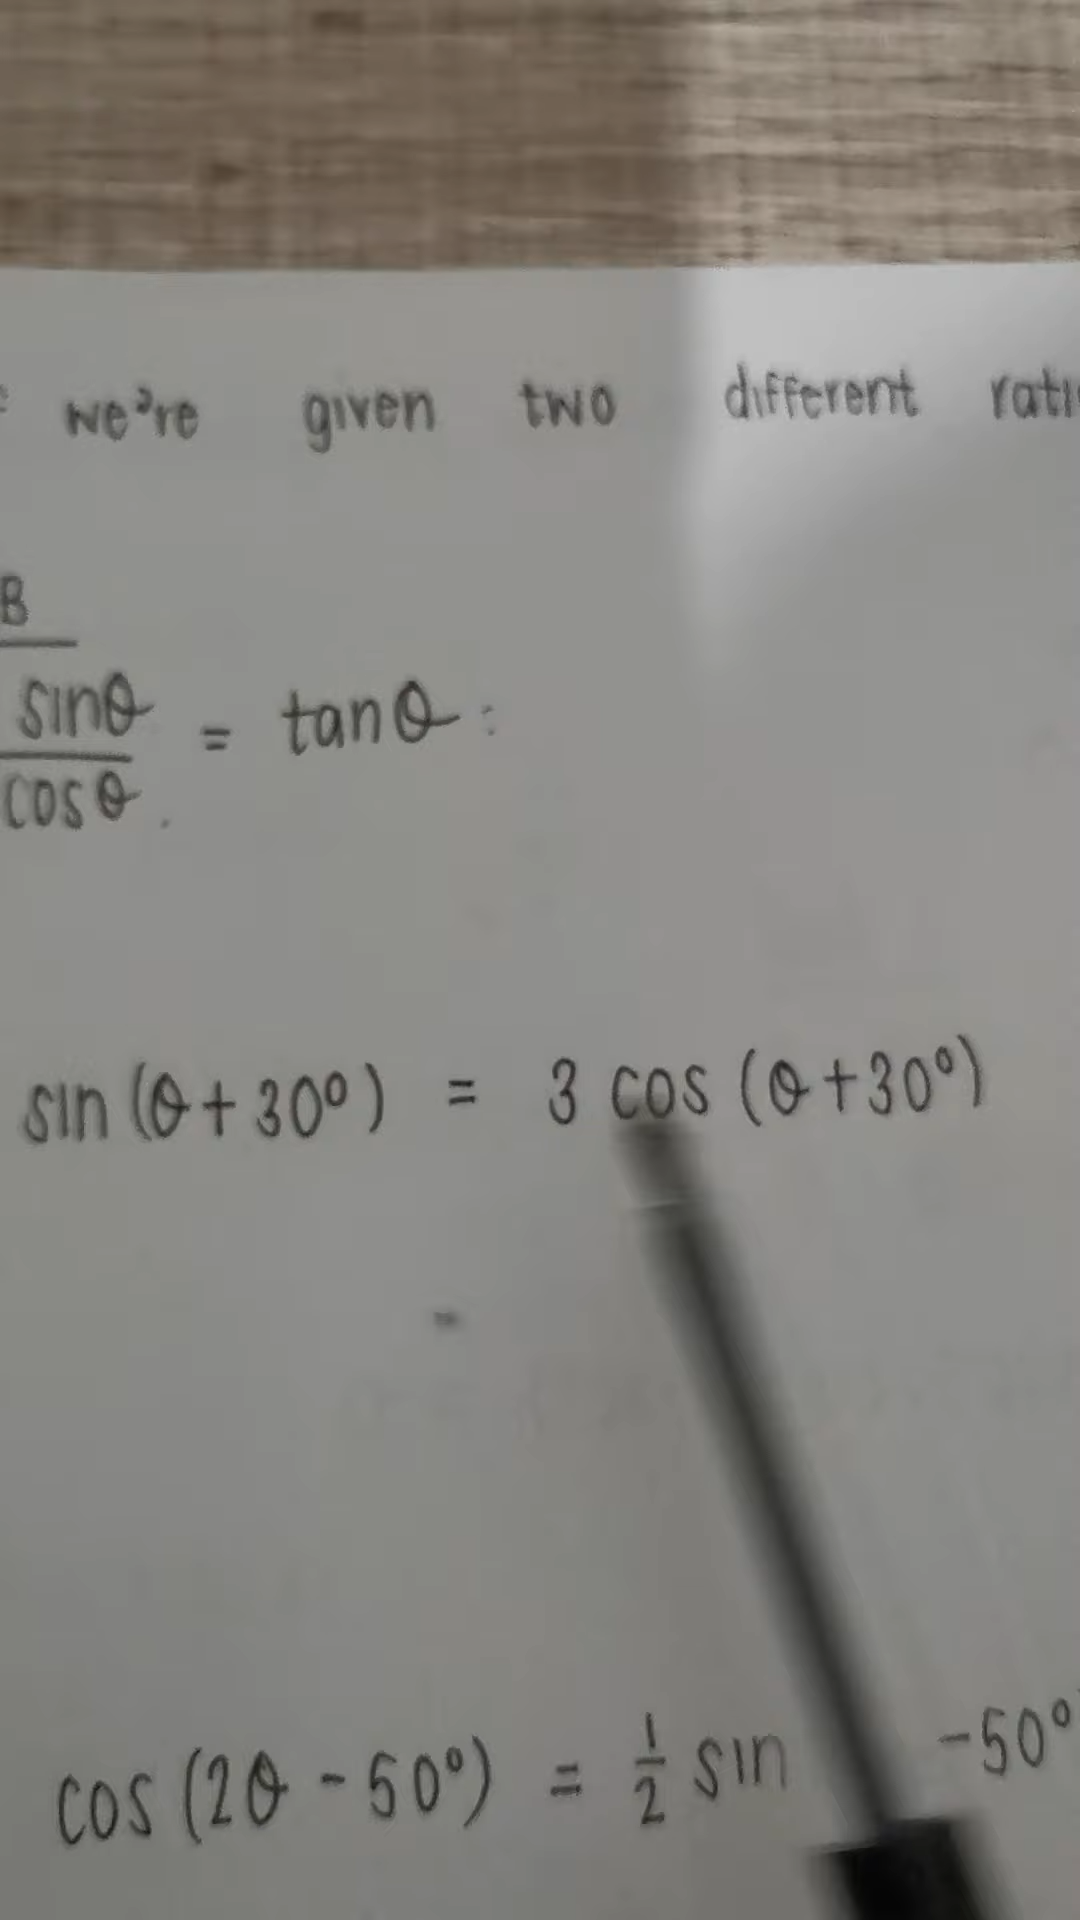 we're given two different
B
sinθ
cosθ = tanθ :
sin (θ + 30°) = 3 cos (θ + 30°)
cos (2θ - 50°) = 1/2 sin - 50°